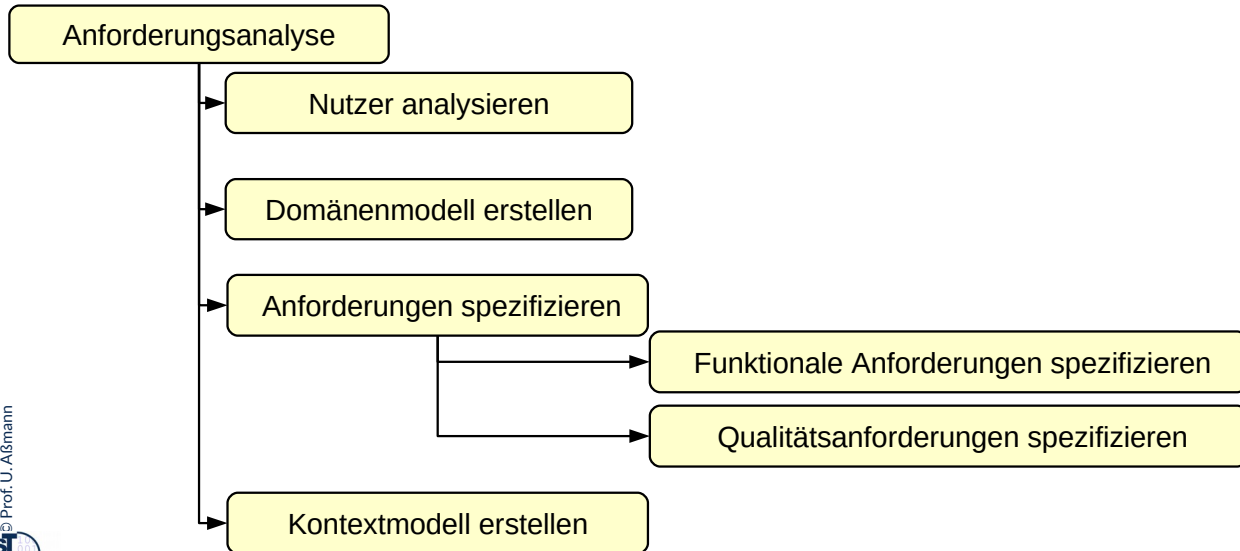 Anforderungsanalyse
Nutzer analysieren
Domänenmodell erstellen
Anforderungen spezifizieren
Funktionale Anforderungen spezifizieren
Qualitätsanforderungen spezifizieren
Kontextmodell erstellen
© Prof. U. Aßmann